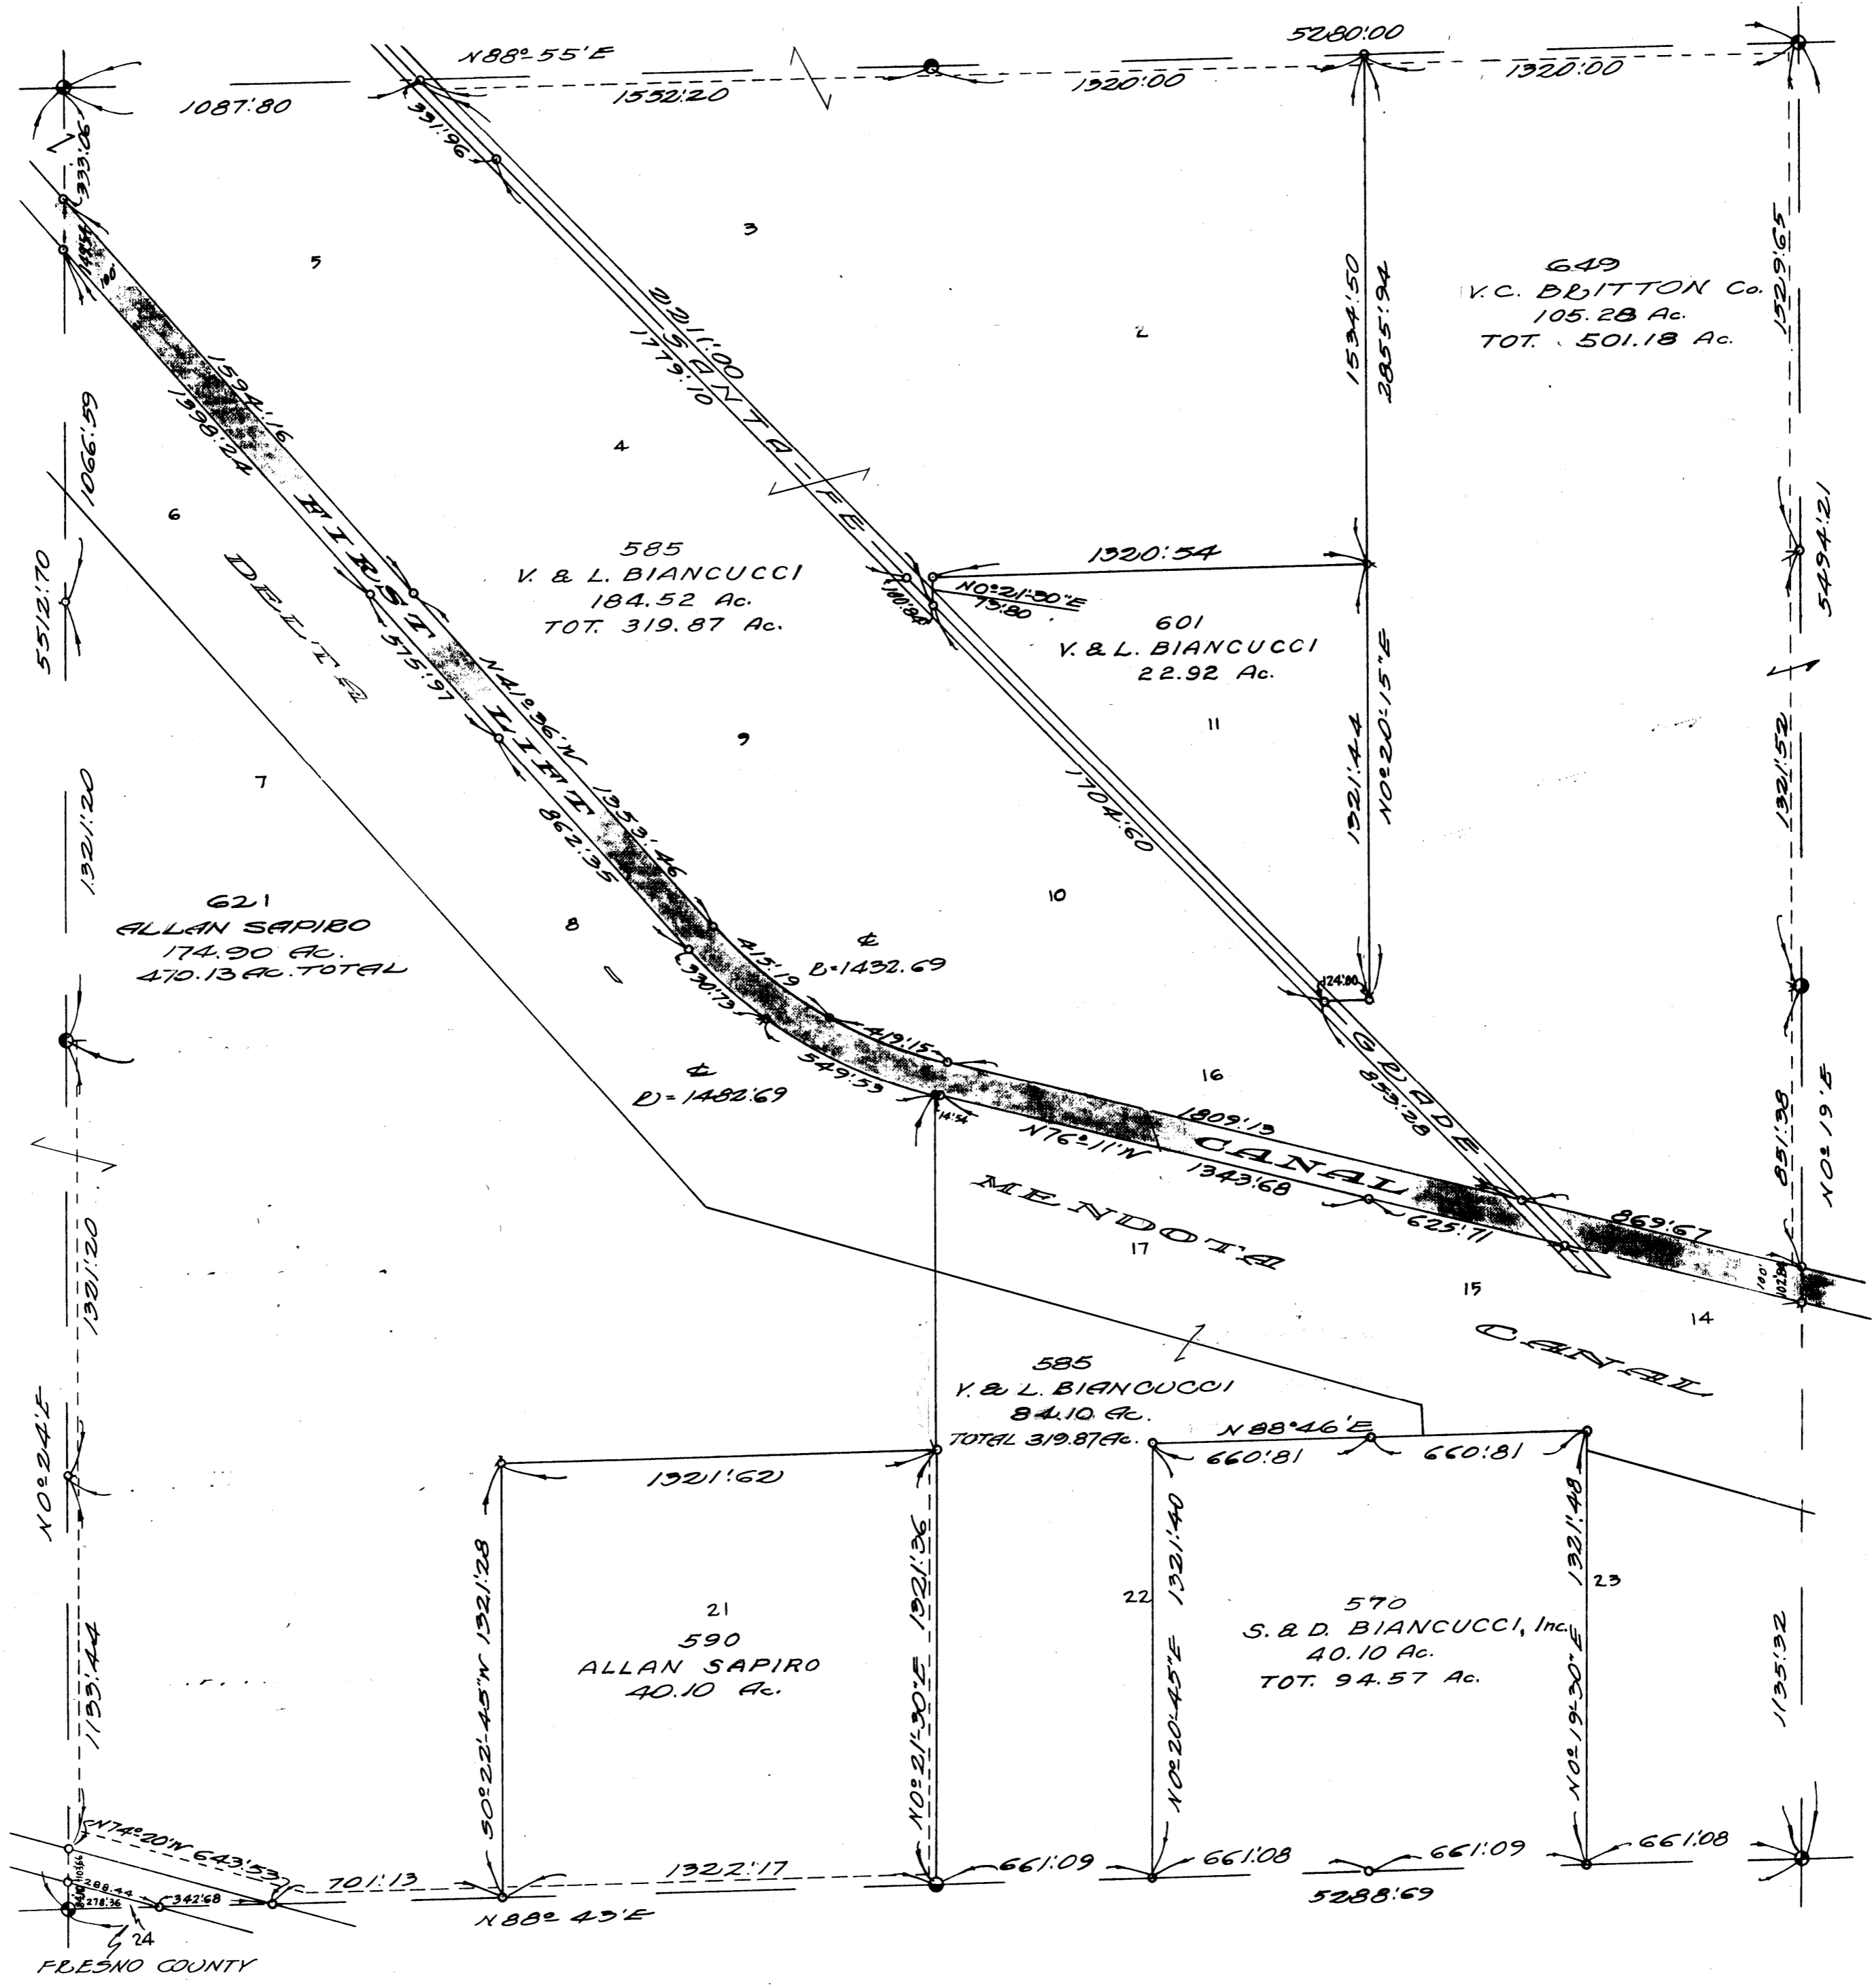 N88°-55'E
5280'.00
1087'.80
1552'.20
1320'.00
1320'.00
331'.96
333'.06
149'.54
100'
3
5
2
4
6
7
8
9
10
11
649
V.C. BRITTON Co.
105.28 Ac.
TOT. 501.18 Ac.
1529'.65
1534'.50
2855'.94
2211'.00
1779'.10
SANTA - FE
GRADE
1594'.16
1398'.24
1066'.59
5512'.70
DELTA
FIRST LIFT
CANAL
585
V. & L. BIANCUCCI
184.52 Ac.
TOT. 319.87 Ac.
1320'.54
N0°-21'-30"E
73'.80
180'.84
601
V. & L. BIANCUCCI
22.92 Ac.
5494'.21
575'.97
N41°-36'W
1353'.46
862'.35
1321'.44
N0°-20'-15"E
1321'.52
1704'.60
1321'.20
621
ALLAN SAPIRO
174.90 Ac.
470.13 AC. TOTAL
415'.19
330'.73
℄
R=1432.69
419'.15
549'.53
℄
R=1482.69
14'.54
124'.80
853'.28
16
1809'.13
N76°-11'W
1343'.68
625'.71
869'.67
851'.38
N0°-19'E
100'
102'.84
MENDOTA
CANAL
17
15
14
1321'.20
N0°-24'E
585
V. & L. BIANCUCCI
84.10 Ac.
TOTAL 319.87 Ac.
N88°46'E
660'.81
660'.81
1321'.62
S0°-22'-45"W 1321'.28
N0°-21'-30"E 1321'.36
N0°-20'-45"E 1321'.40
N0°-19'-30"E 1321'.48
21
590
ALLAN SAPIRO
40.10 Ac.
22
23
570
S. & D. BIANCUCCI, Inc.
40.10 Ac.
TOT. 94.57 Ac.
1133'.44
1135'.32
N74°-20'W 643'.53
701'.13
1322'.17
661'.09
661'.08
661'.09
661'.08
5288'.69
N88°-43'E
288.44
278'.36
342'.68
24
FRESNO COUNTY